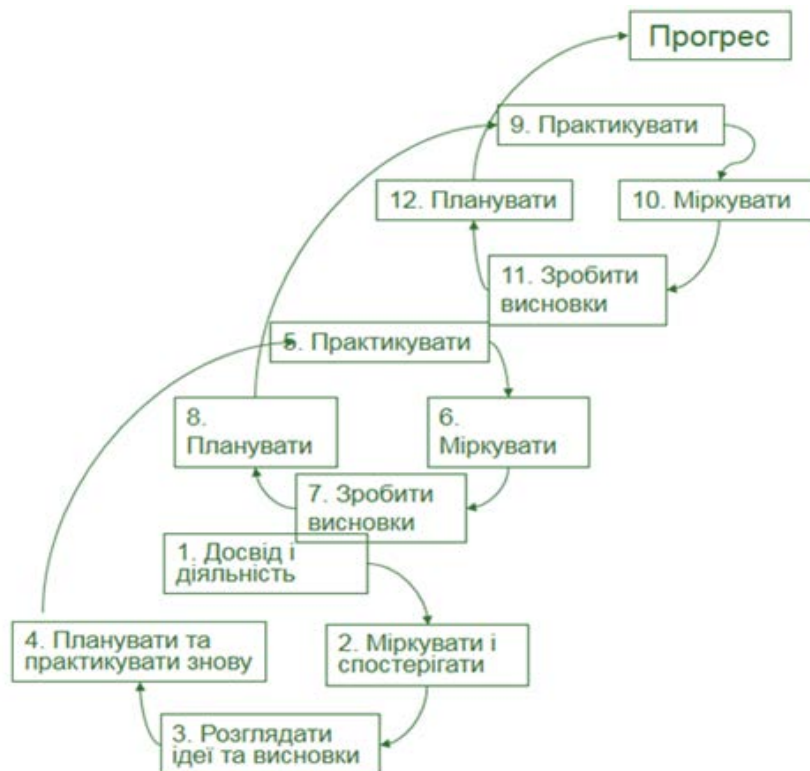 Прогрес
9. Практикувати
12. Планувати
10. Міркувати
11. Зробити
висновки
5. Практикувати
8.
Планувати
6.
Міркувати
7. Зробити
висновки
1. Досвід і
діяльність
4. Планувати та
практикувати знову
2. Міркувати і
спостерігати
3. Розглядати
ідеї та висновки